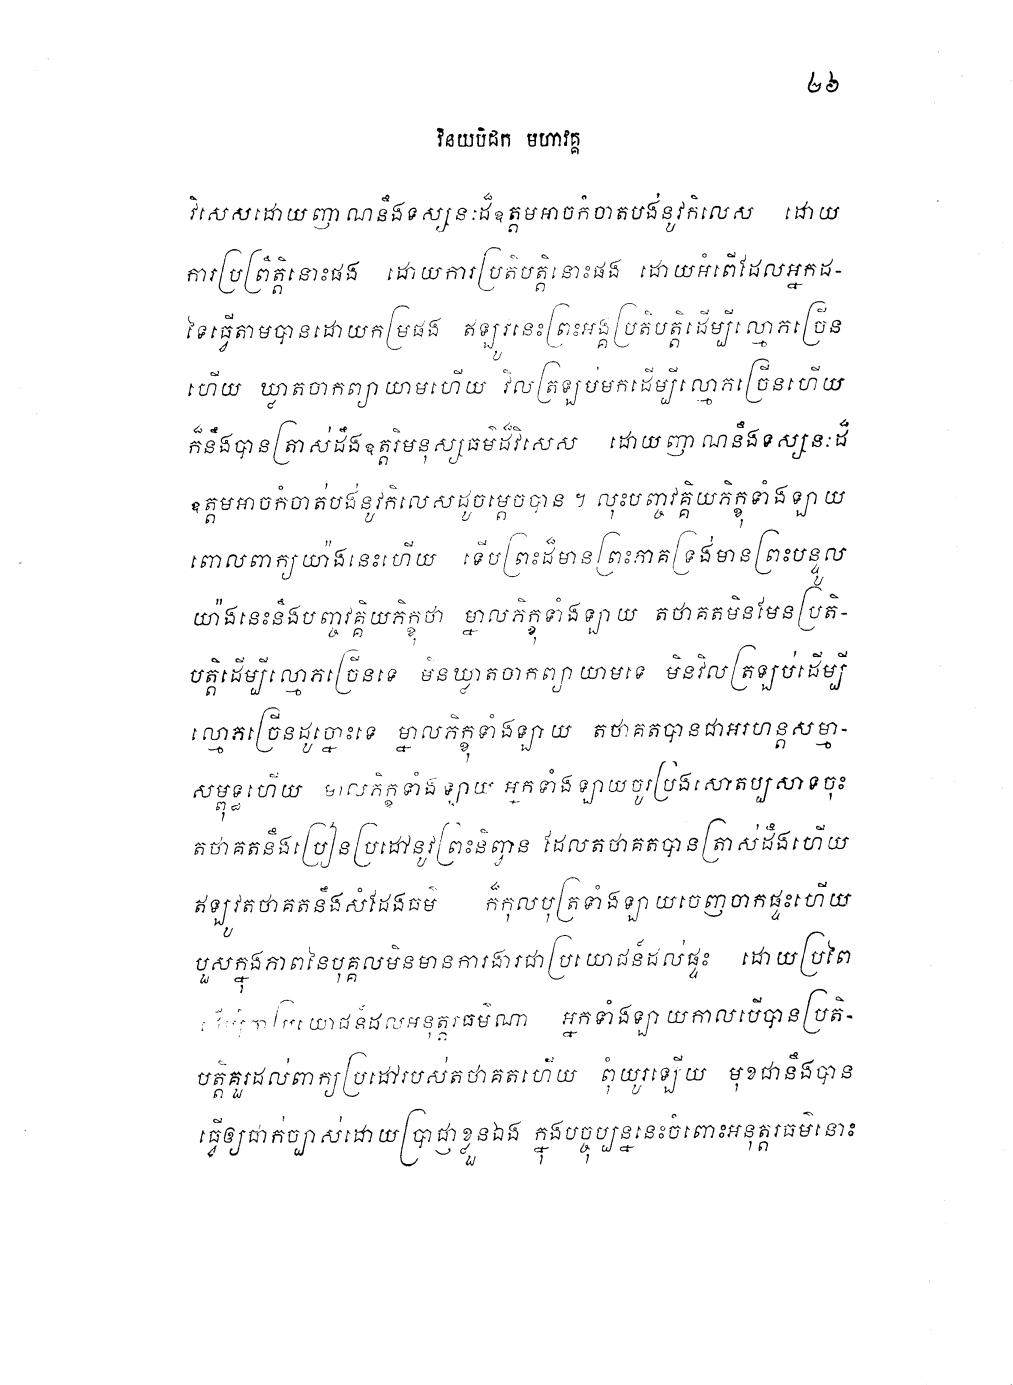 ៤៦
វិនយបិដក មហាវគ្គ
វិសេសដោយញាណនឹងទស្សនៈដ៏ឧត្តមអាចកំចាតបង់នូវកិលេស ដោយ
ការប្រព្រឹត្តិនោះផង ដោយការប្រតិបត្តិនោះផង ដោយអំពើដែលអ្នកដ-
ទៃធ្វើតាមបានដោយកម្រផង ឥឡូវនេះព្រះអង្គប្រតិបត្តិដើម្បីល្មោភច្រើន
ហើយ ឃ្លាតចាកព្យាយាមហើយ វិលត្រឡប់មកដើម្បីល្មោភច្រើនហើយ
ក៏នឹងបានត្រាស់ដឹងឧត្តរិមនុស្សធម៌ដ៏វិសេស ដោយញាណនឹងទស្សនៈដ៏
ឧត្តមអាចកំចាត់បង់នូវកិលេសដូចម្តេចបាន ។ លុះបញ្ចវគ្គិយភិក្ខុទាំងឡាយ
ពោលពាក្យយ៉ាងនេះហើយ ទើបព្រះដ៏មានព្រះភាគទ្រង់មានព្រះបន្ទូល
យ៉ាងនេះនឹងបញ្ចវគ្គិយភិក្ខុថា ម្នាលភិក្ខុទាំងឡាយ តថាគតមិនមែនប្រតិ-
បត្តិដើម្បីល្មោភច្រើនទេ មិនឃ្លាតចាកព្យាយាមទេ មិនវិលត្រឡប់ដើម្បី
ល្មោភច្រើនដូច្នោះទេ ម្នាលភិក្ខុទាំងឡាយ តថាគតបានជាអរហន្តសម្មា-
សម្ពុទ្ធហើយ ម្នាលភិក្ខុទាំងឡាយ អ្នកទាំងឡាយចូរប្រុងសោតប្បសាទចុះ
តថាគតនឹងប្រៀនប្រដៅនូវព្រះនិព្វាន ដែលតថាគតបានត្រាស់ដឹងហើយ
ឥឡូវតថាគតនឹងសំដែងធម៌ ក៏កុលបុត្រទាំងឡាយចេញចាកផ្ទះហើយ
បួសក្នុងភាពនៃបុគ្គលមិនមានការងារជាប្រយោជន៍ដល់ផ្ទះ ដោយប្រពៃ
ដើម្បីជាប្រយោជន៍ដល់អនុត្តរធម៌ណា អ្នកទាំងឡាយកាលបើបានប្រតិ-
បត្តិគួរដល់ពាក្យប្រដៅរបស់តថាគតហើយ ពុំយូរឡើយ មុខជានឹងបាន
ធ្វើឲ្យជាក់ច្បាស់ដោយប្រាជ្ញាខ្លួនឯង ក្នុងបច្ចុប្បន្ននេះចំពោះអនុត្តរធម៌នោះ